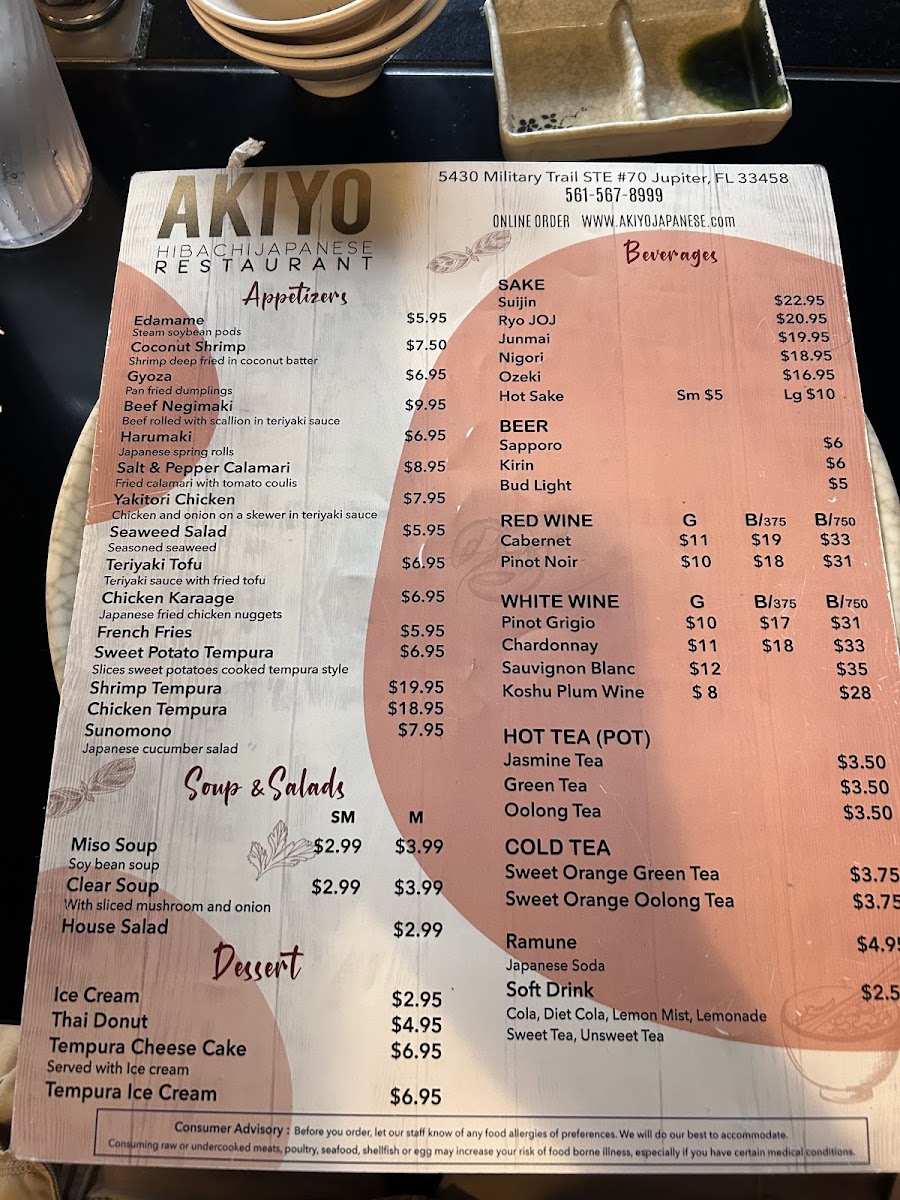 AKIYO
HIBACHI JAPANESE
RESTAURANT
5430 Military Trail STE #70 Jupiter, FL 33458
561-567-8999
ONLINE ORDER WWW.AKIYOJAPANESE.com
Appetizers
Edamame $5.95
Steam soybean pods
Coconut Shrimp $7.50
Shrimp deep fried in coconut batter
Gyoza $6.95
Pan fried dumplings
Beef Negimaki $9.95
Beef rolled with scallion in teriyaki sauce
Harumaki $6.95
Japanese spring rolls
Salt & Pepper Calamari $8.95
Fried calamari with tomato coulis
Yakitori Chicken $7.95
Chicken and onion on a skewer in teriyaki sauce
Seaweed Salad $5.95
Seasoned seaweed
Teriyaki Tofu $6.95
Teriyaki sauce with fried tofu
Chicken Karaage $6.95
Japanese fried chicken nuggets
French Fries $5.95
Sweet Potato Tempura $6.95
Slices sweet potatoes cooked tempura style
Shrimp Tempura $19.95
Chicken Tempura $18.95
Sunomono $7.95
Japanese cucumber salad
Soup & Salads
SM M
Miso Soup $2.99 $3.99
Soy bean soup
Clear Soup $2.99 $3.99
With sliced mushroom and onion
House Salad $2.99
Dessert
Ice Cream $2.95
Thai Donut $4.95
Tempura Cheese Cake $6.95
Served with Ice cream
Tempura Ice Cream $6.95
Beverages
SAKE
Suijin $22.95
Ryo JOJ $20.95
Junmai $19.95
Nigori $18.95
Ozeki $16.95
Hot Sake Sm $5 Lg $10
BEER
Sapporo $6
Kirin $6
Bud Light $5
RED WINE G B/375 B/750
Cabernet $11 $19 $33
Pinot Noir $10 $18 $31
WHITE WINE G B/375 B/750
Pinot Grigio $10 $17 $31
Chardonnay $11 $18 $33
Sauvignon Blanc $12 $35
Koshu Plum Wine $ 8 $28
HOT TEA (POT)
Jasmine Tea $3.50
Green Tea $3.50
Oolong Tea $3.50
COLD TEA
Sweet Orange Green Tea $3.75
Sweet Orange Oolong Tea $3.75
Ramune $4.95
Japanese Soda
Soft Drink $2.5
Cola, Diet Cola, Lemon Mist, Lemonade
Sweet Tea, Unsweet Tea
Consumer Advisory : Before you order, let our staff know of any food allergies of preferences. We will do our best to accommodate.
Consuming raw or undercooked meats, poultry, seafood, shellfish or egg may increase your risk of food borne illness, especially if you have certain medical conditions.